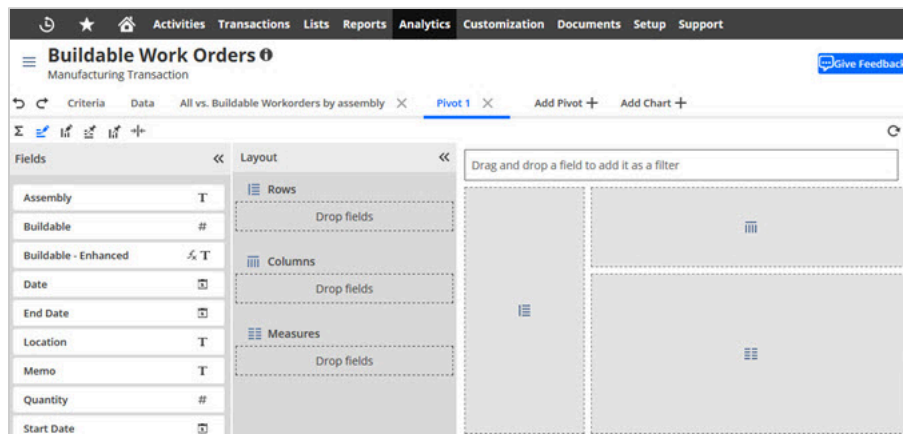 Activities Transactions Lists Reports Analytics Customization Documents Setup Support
Buildable Work Orders
Manufacturing Transaction
Give Feedback
Criteria Data All vs. Buildable Workorders by assembly Pivot 1 Add Pivot + Add Chart +
Fields
Layout
Drag and drop a field to add it as a filter
Assembly T
Buildable #
Buildable - Enhanced fx T
Date
End Date
Location T
Memo T
Quantity #
Start Date
Rows
Drop fields
Columns
Drop fields
Measures
Drop fields